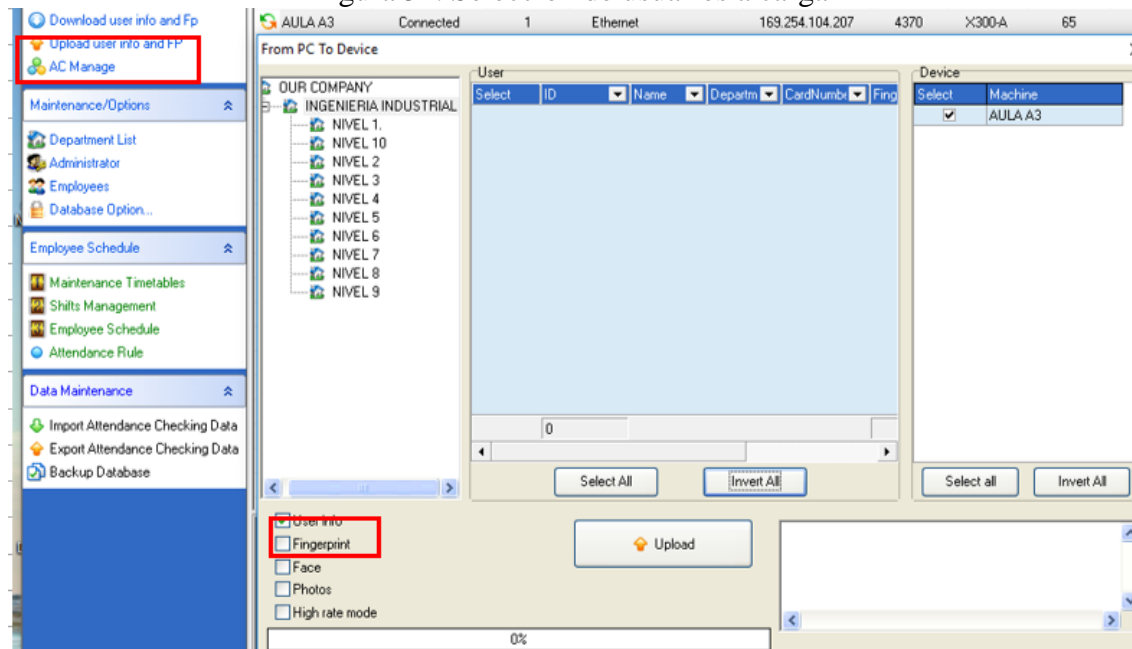 Download user info and Fp
Upload user info and FP
AC Manage
Maintenance/Options
Department List
Administrator
Employees
Database Option...
Employee Schedule
Maintenance Timetables
Shifts Management
Employee Schedule
Attendance Rule
Data Maintenance
Import Attendance Checking Data
Export Attendance Checking Data
Backup Database
AULA A3 Connected 1 Ethernet 169.254.104.207 4370 X300-A 65
From PC To Device
OUR COMPANY
INGENIERIA INDUSTRIAL
NIVEL 1.
NIVEL 10
NIVEL 2
NIVEL 3
NIVEL 4
NIVEL 5
NIVEL 6
NIVEL 7
NIVEL 8
NIVEL 9
User
Select ID Name Departm CardNumbe Fing
0
Select All Invert All
Device
Select Machine
AULA A3
Select all Invert All
User Info
Fingerprint
Face
Photos
High rate mode
Upload
0%